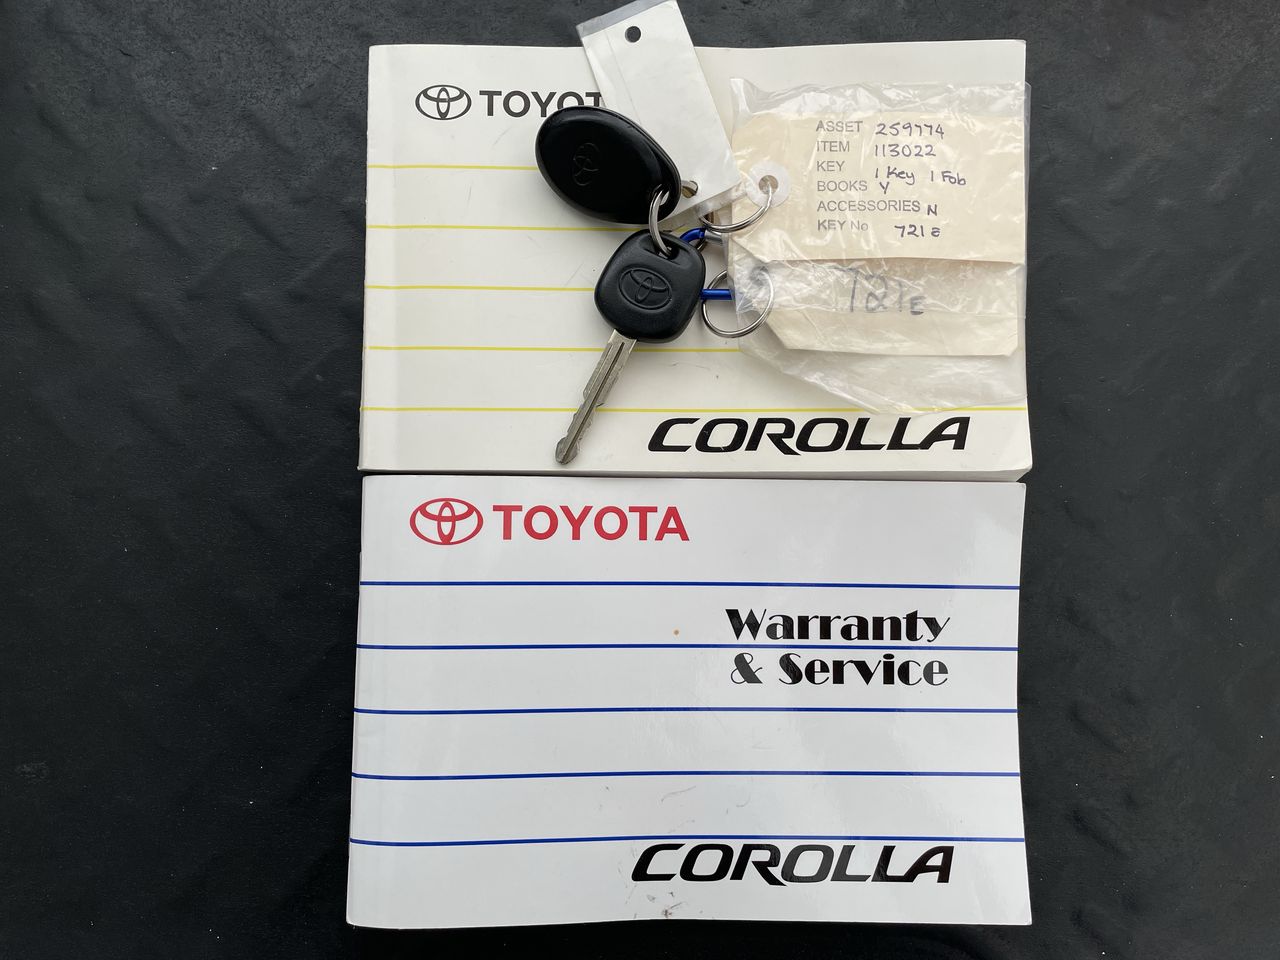 TOYOT
ASSET 259774
ITEM 113022
KEY 1 Key 1 Fob
BOOKS Y
ACCESSORIES N
KEY No 721E
721E
COROLLA
TOYOTA
Warranty
& Service
COROLLA